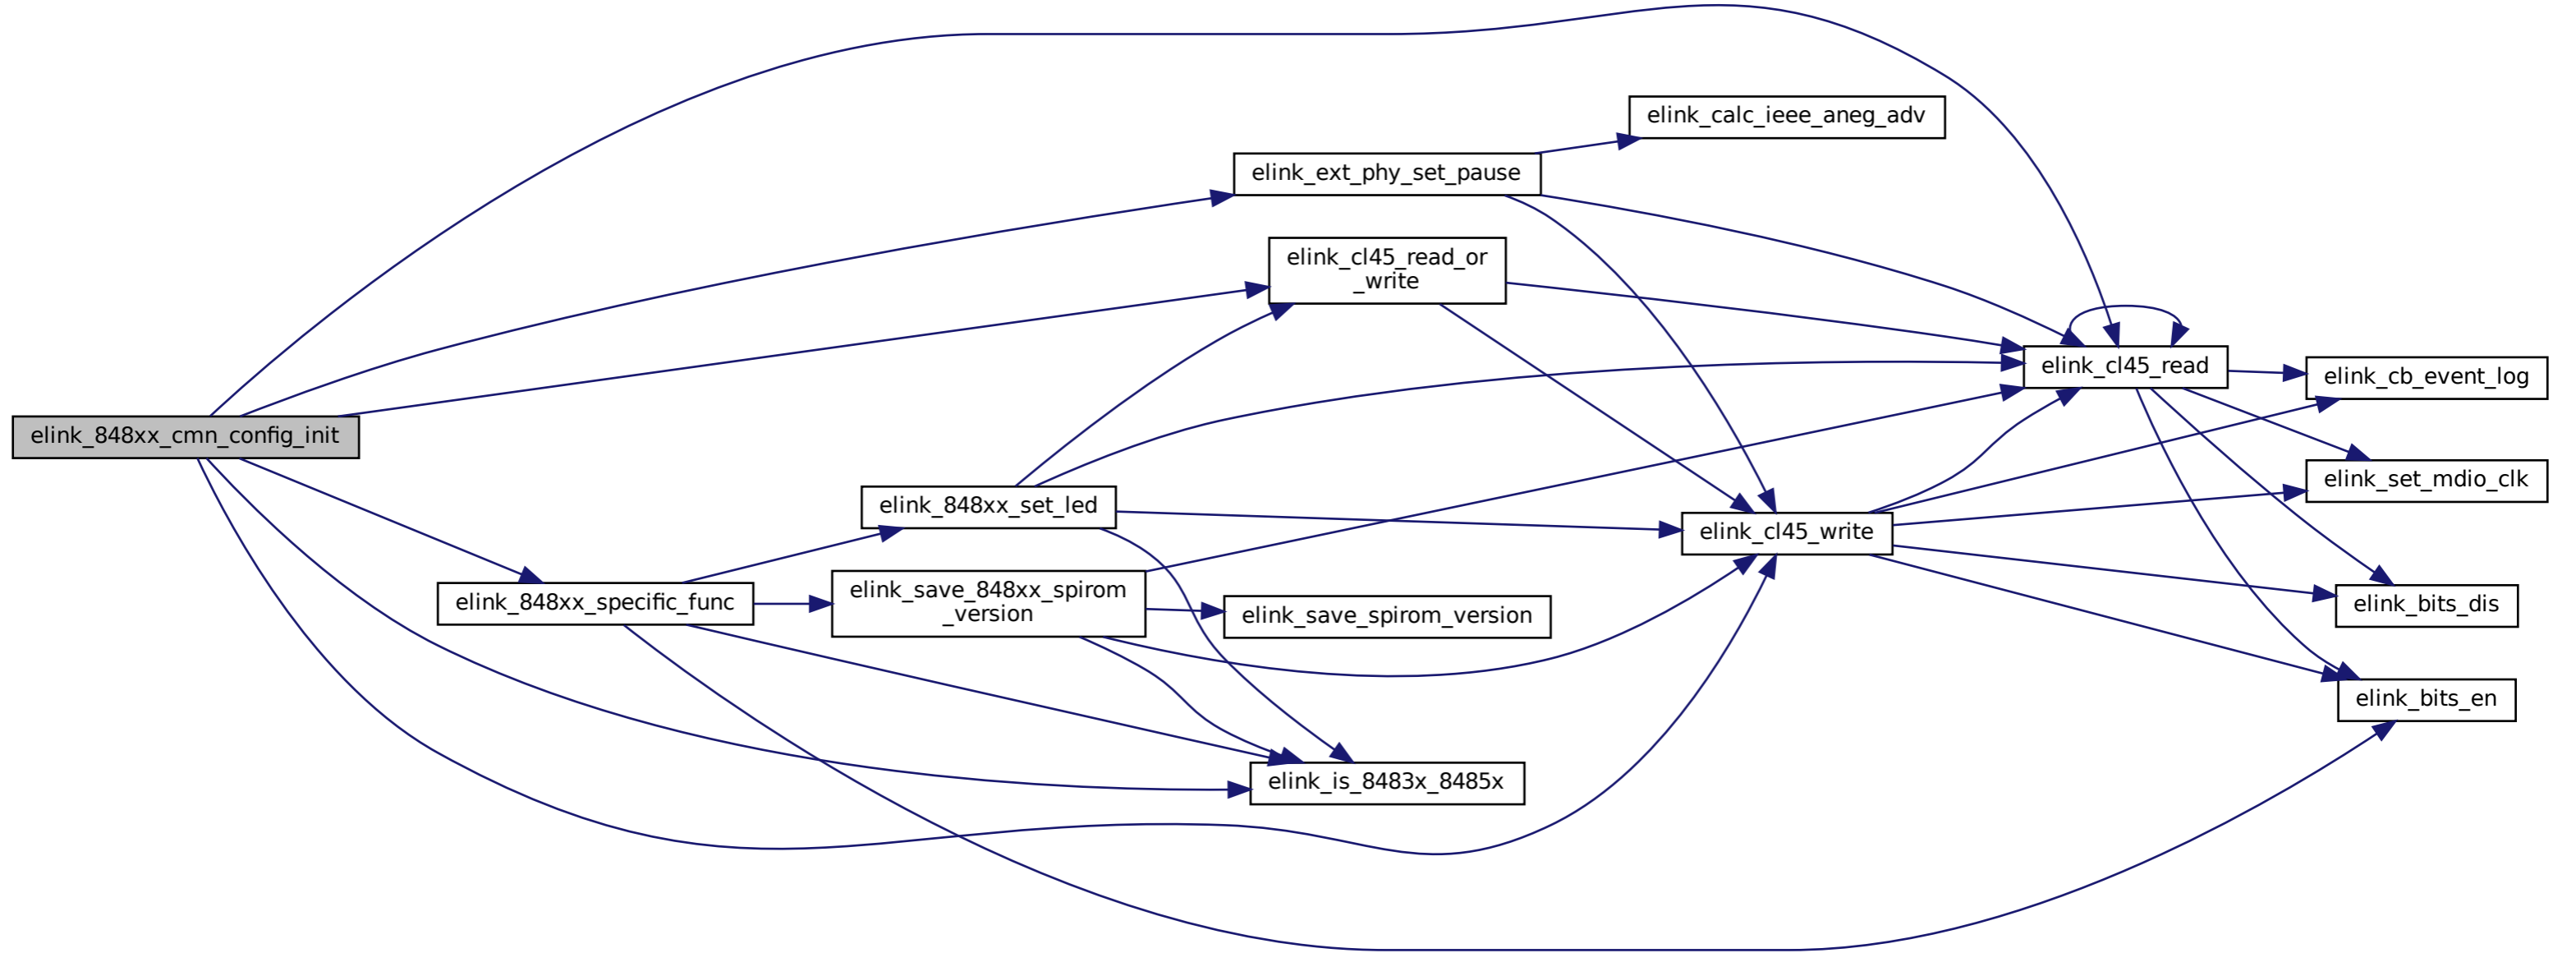 elink_calc_ieee_aneg_adv
elink_ext_phy_set_pause
elink_cl45_read_or
_write
elink_cl45_read
elink_cb_event_log
elink_848xx_cmn_config_init
elink_set_mdio_clk
elink_848xx_set_led
elink_cl45_write
elink_848xx_specific_func
elink_save_848xx_spirom
_version
elink_save_spirom_version
elink_bits_dis
elink_bits_en
elink_is_8483x_8485x